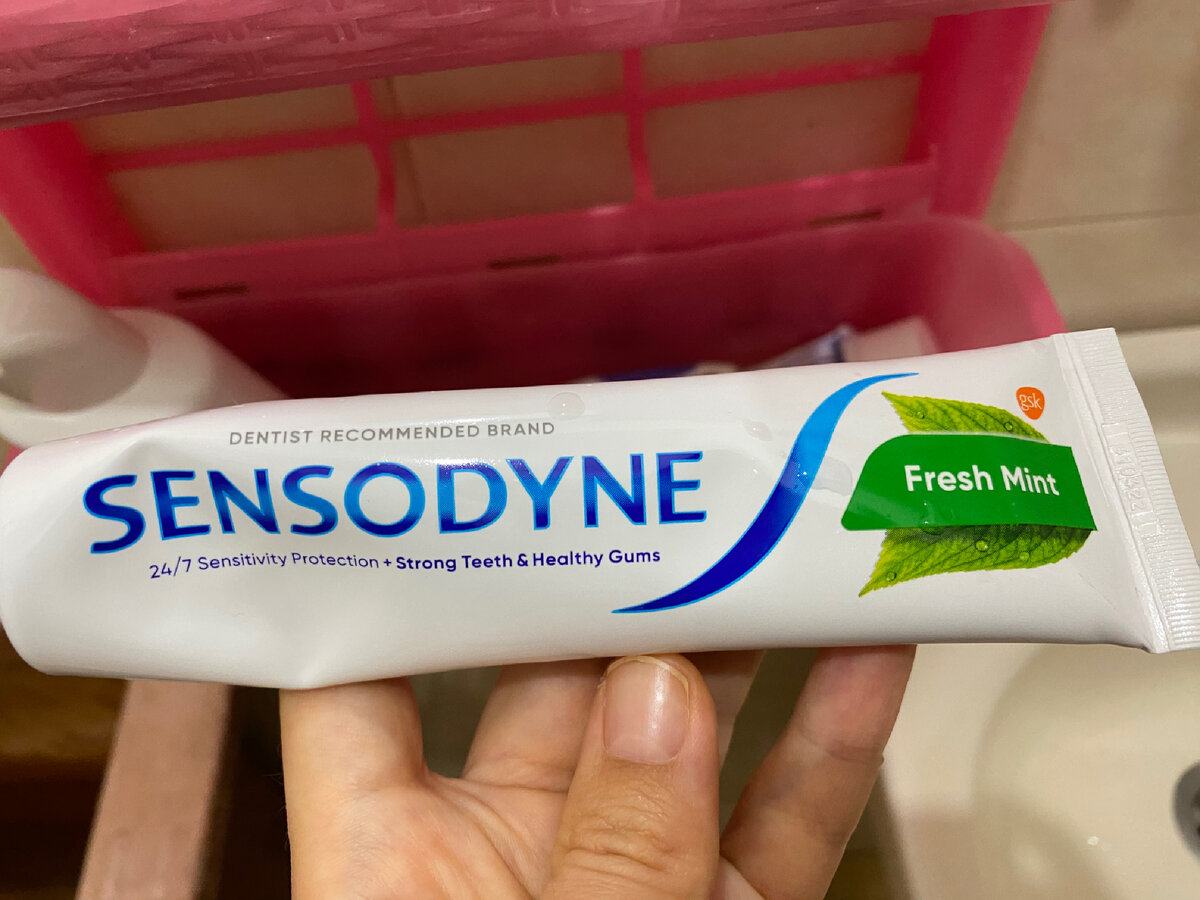 DENTIST RECOMMENDED BRAND
SENSODYNE
24/7 Sensitivity Protection + Strong Teeth & Healthy Gums
gsk
Fresh Mint